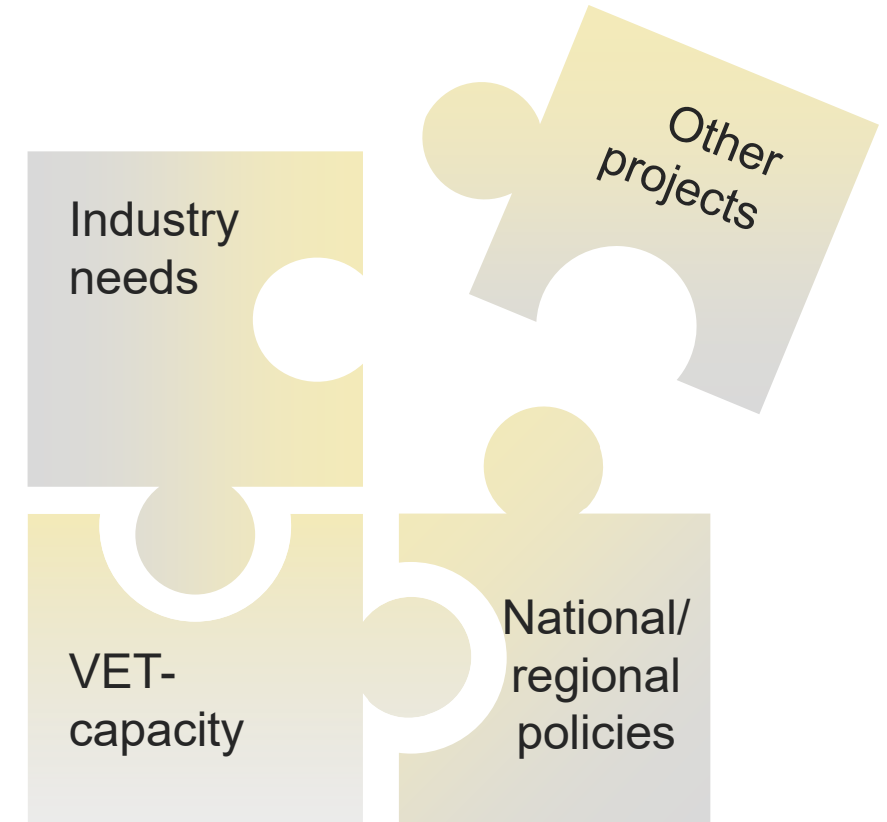 Other
projects
Industry
needs
VET-
capacity
National/
regional
policies